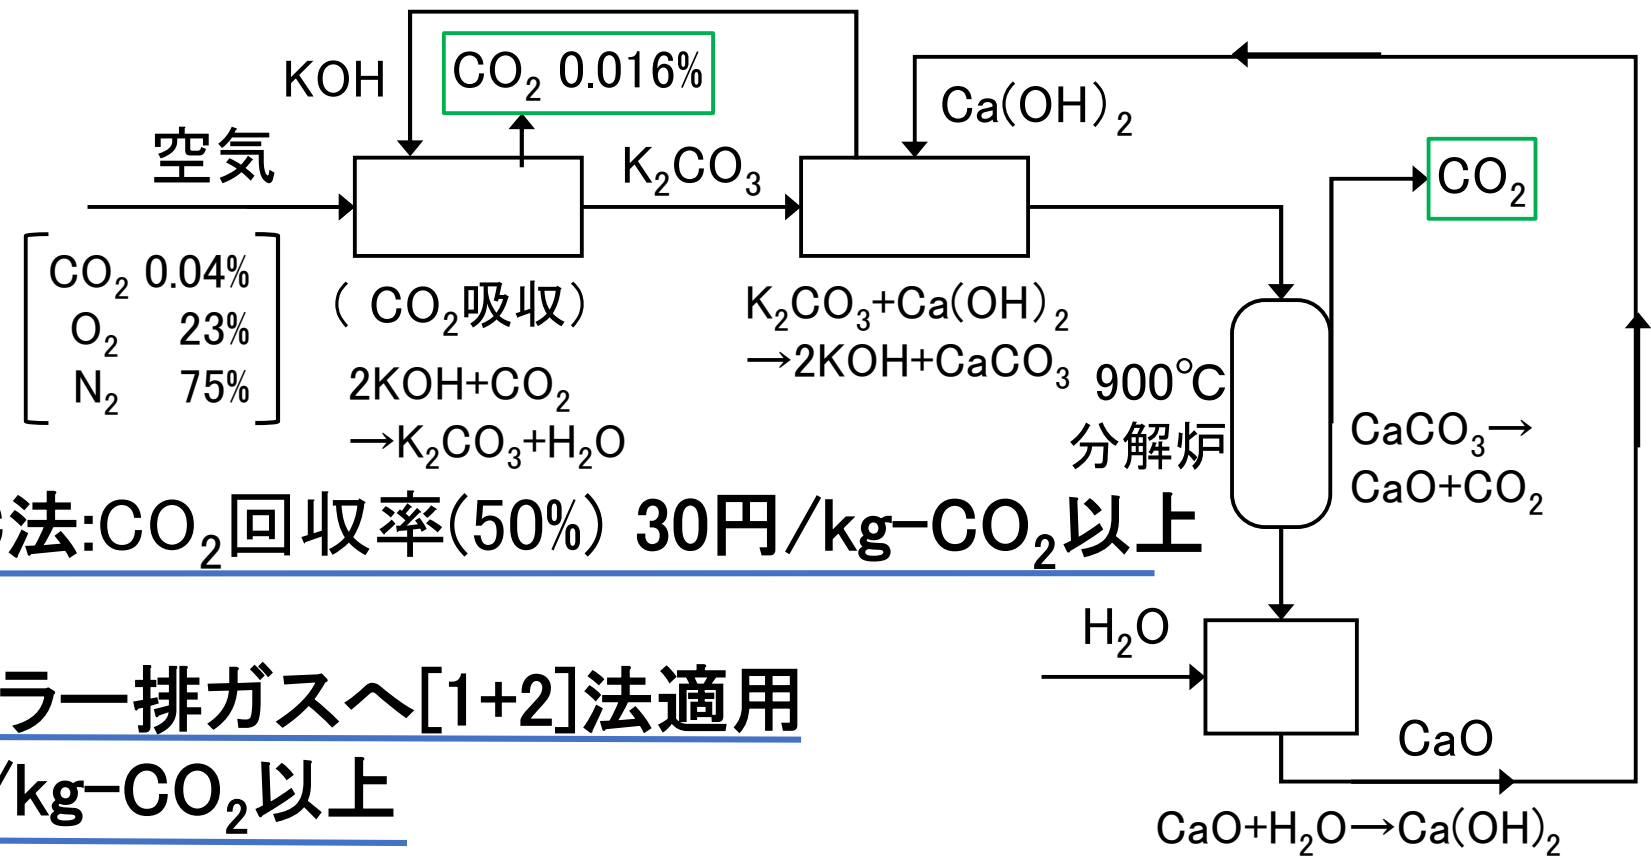 KOH
CO₂ 0.016%
Ca(OH)₂
空気
K₂CO₃
CO₂
CO₂ 0.04%
O₂ 23%
N₂ 75%
( CO₂吸収)
2KOH+CO₂
→K₂CO₃+H₂O
K₂CO₃+Ca(OH)₂
→2KOH+CaCO₃
900℃
分解炉
CaCO₃→
CaO+CO₂
法:CO₂回収率(50%) 30円/kg-CO₂以上
H₂O
ラー排ガスへ[1+2]法適用
/kg-CO₂以上
CaO
CaO+H₂O→Ca(OH)₂